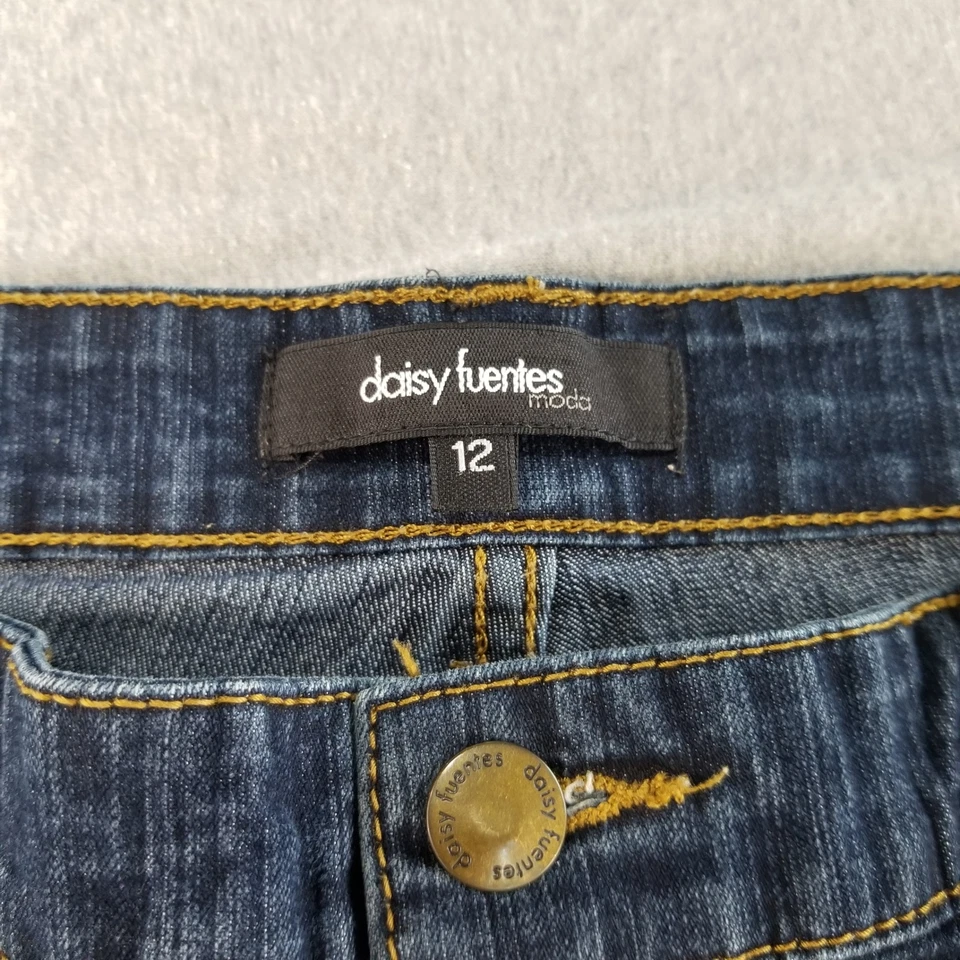 daisy fuentes
moda
12
daisy fuentes daisy fuentes